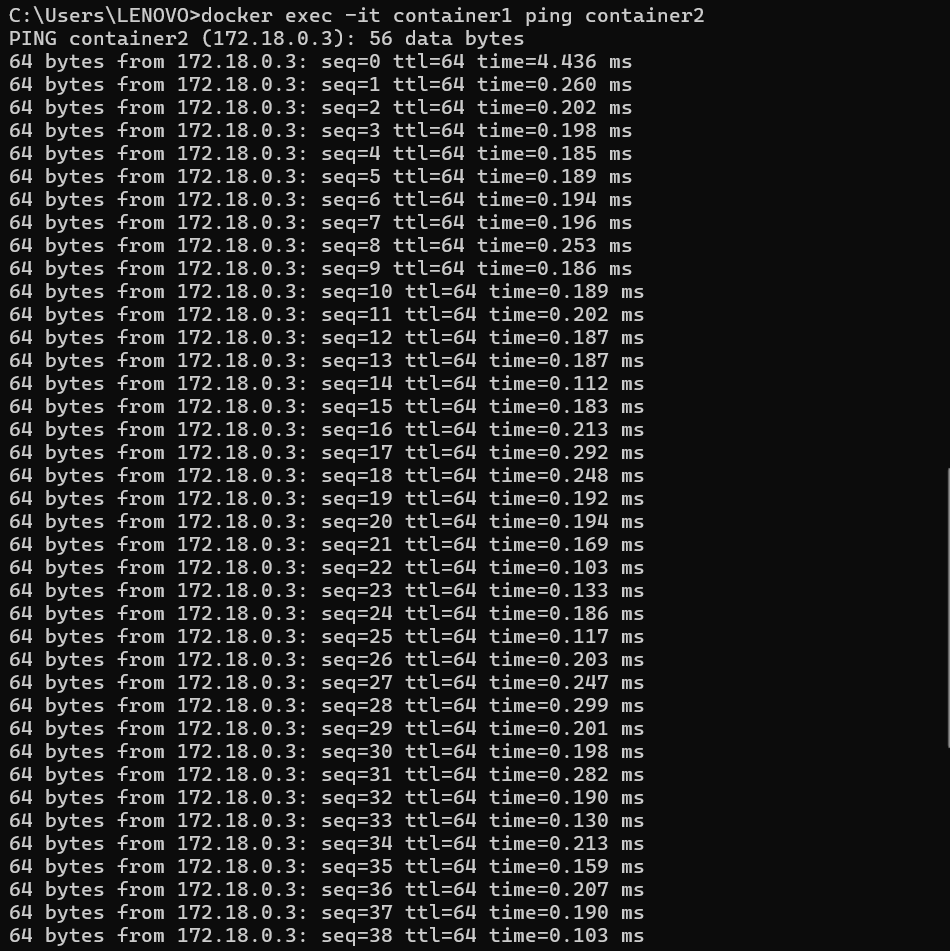 C:\Users\LENOVO>docker exec -it container1 ping container2
PING container2 (172.18.0.3): 56 data bytes
64 bytes from 172.18.0.3: seq=0 ttl=64 time=4.436 ms
64 bytes from 172.18.0.3: seq=1 ttl=64 time=0.260 ms
64 bytes from 172.18.0.3: seq=2 ttl=64 time=0.202 ms
64 bytes from 172.18.0.3: seq=3 ttl=64 time=0.198 ms
64 bytes from 172.18.0.3: seq=4 ttl=64 time=0.185 ms
64 bytes from 172.18.0.3: seq=5 ttl=64 time=0.189 ms
64 bytes from 172.18.0.3: seq=6 ttl=64 time=0.194 ms
64 bytes from 172.18.0.3: seq=7 ttl=64 time=0.196 ms
64 bytes from 172.18.0.3: seq=8 ttl=64 time=0.253 ms
64 bytes from 172.18.0.3: seq=9 ttl=64 time=0.186 ms
64 bytes from 172.18.0.3: seq=10 ttl=64 time=0.189 ms
64 bytes from 172.18.0.3: seq=11 ttl=64 time=0.202 ms
64 bytes from 172.18.0.3: seq=12 ttl=64 time=0.187 ms
64 bytes from 172.18.0.3: seq=13 ttl=64 time=0.187 ms
64 bytes from 172.18.0.3: seq=14 ttl=64 time=0.112 ms
64 bytes from 172.18.0.3: seq=15 ttl=64 time=0.183 ms
64 bytes from 172.18.0.3: seq=16 ttl=64 time=0.213 ms
64 bytes from 172.18.0.3: seq=17 ttl=64 time=0.292 ms
64 bytes from 172.18.0.3: seq=18 ttl=64 time=0.248 ms
64 bytes from 172.18.0.3: seq=19 ttl=64 time=0.192 ms
64 bytes from 172.18.0.3: seq=20 ttl=64 time=0.194 ms
64 bytes from 172.18.0.3: seq=21 ttl=64 time=0.169 ms
64 bytes from 172.18.0.3: seq=22 ttl=64 time=0.103 ms
64 bytes from 172.18.0.3: seq=23 ttl=64 time=0.133 ms
64 bytes from 172.18.0.3: seq=24 ttl=64 time=0.186 ms
64 bytes from 172.18.0.3: seq=25 ttl=64 time=0.117 ms
64 bytes from 172.18.0.3: seq=26 ttl=64 time=0.203 ms
64 bytes from 172.18.0.3: seq=27 ttl=64 time=0.247 ms
64 bytes from 172.18.0.3: seq=28 ttl=64 time=0.299 ms
64 bytes from 172.18.0.3: seq=29 ttl=64 time=0.201 ms
64 bytes from 172.18.0.3: seq=30 ttl=64 time=0.198 ms
64 bytes from 172.18.0.3: seq=31 ttl=64 time=0.282 ms
64 bytes from 172.18.0.3: seq=32 ttl=64 time=0.190 ms
64 bytes from 172.18.0.3: seq=33 ttl=64 time=0.130 ms
64 bytes from 172.18.0.3: seq=34 ttl=64 time=0.213 ms
64 bytes from 172.18.0.3: seq=35 ttl=64 time=0.159 ms
64 bytes from 172.18.0.3: seq=36 ttl=64 time=0.207 ms
64 bytes from 172.18.0.3: seq=37 ttl=64 time=0.190 ms
64 bytes from 172.18.0.3: seq=38 ttl=64 time=0.103 ms